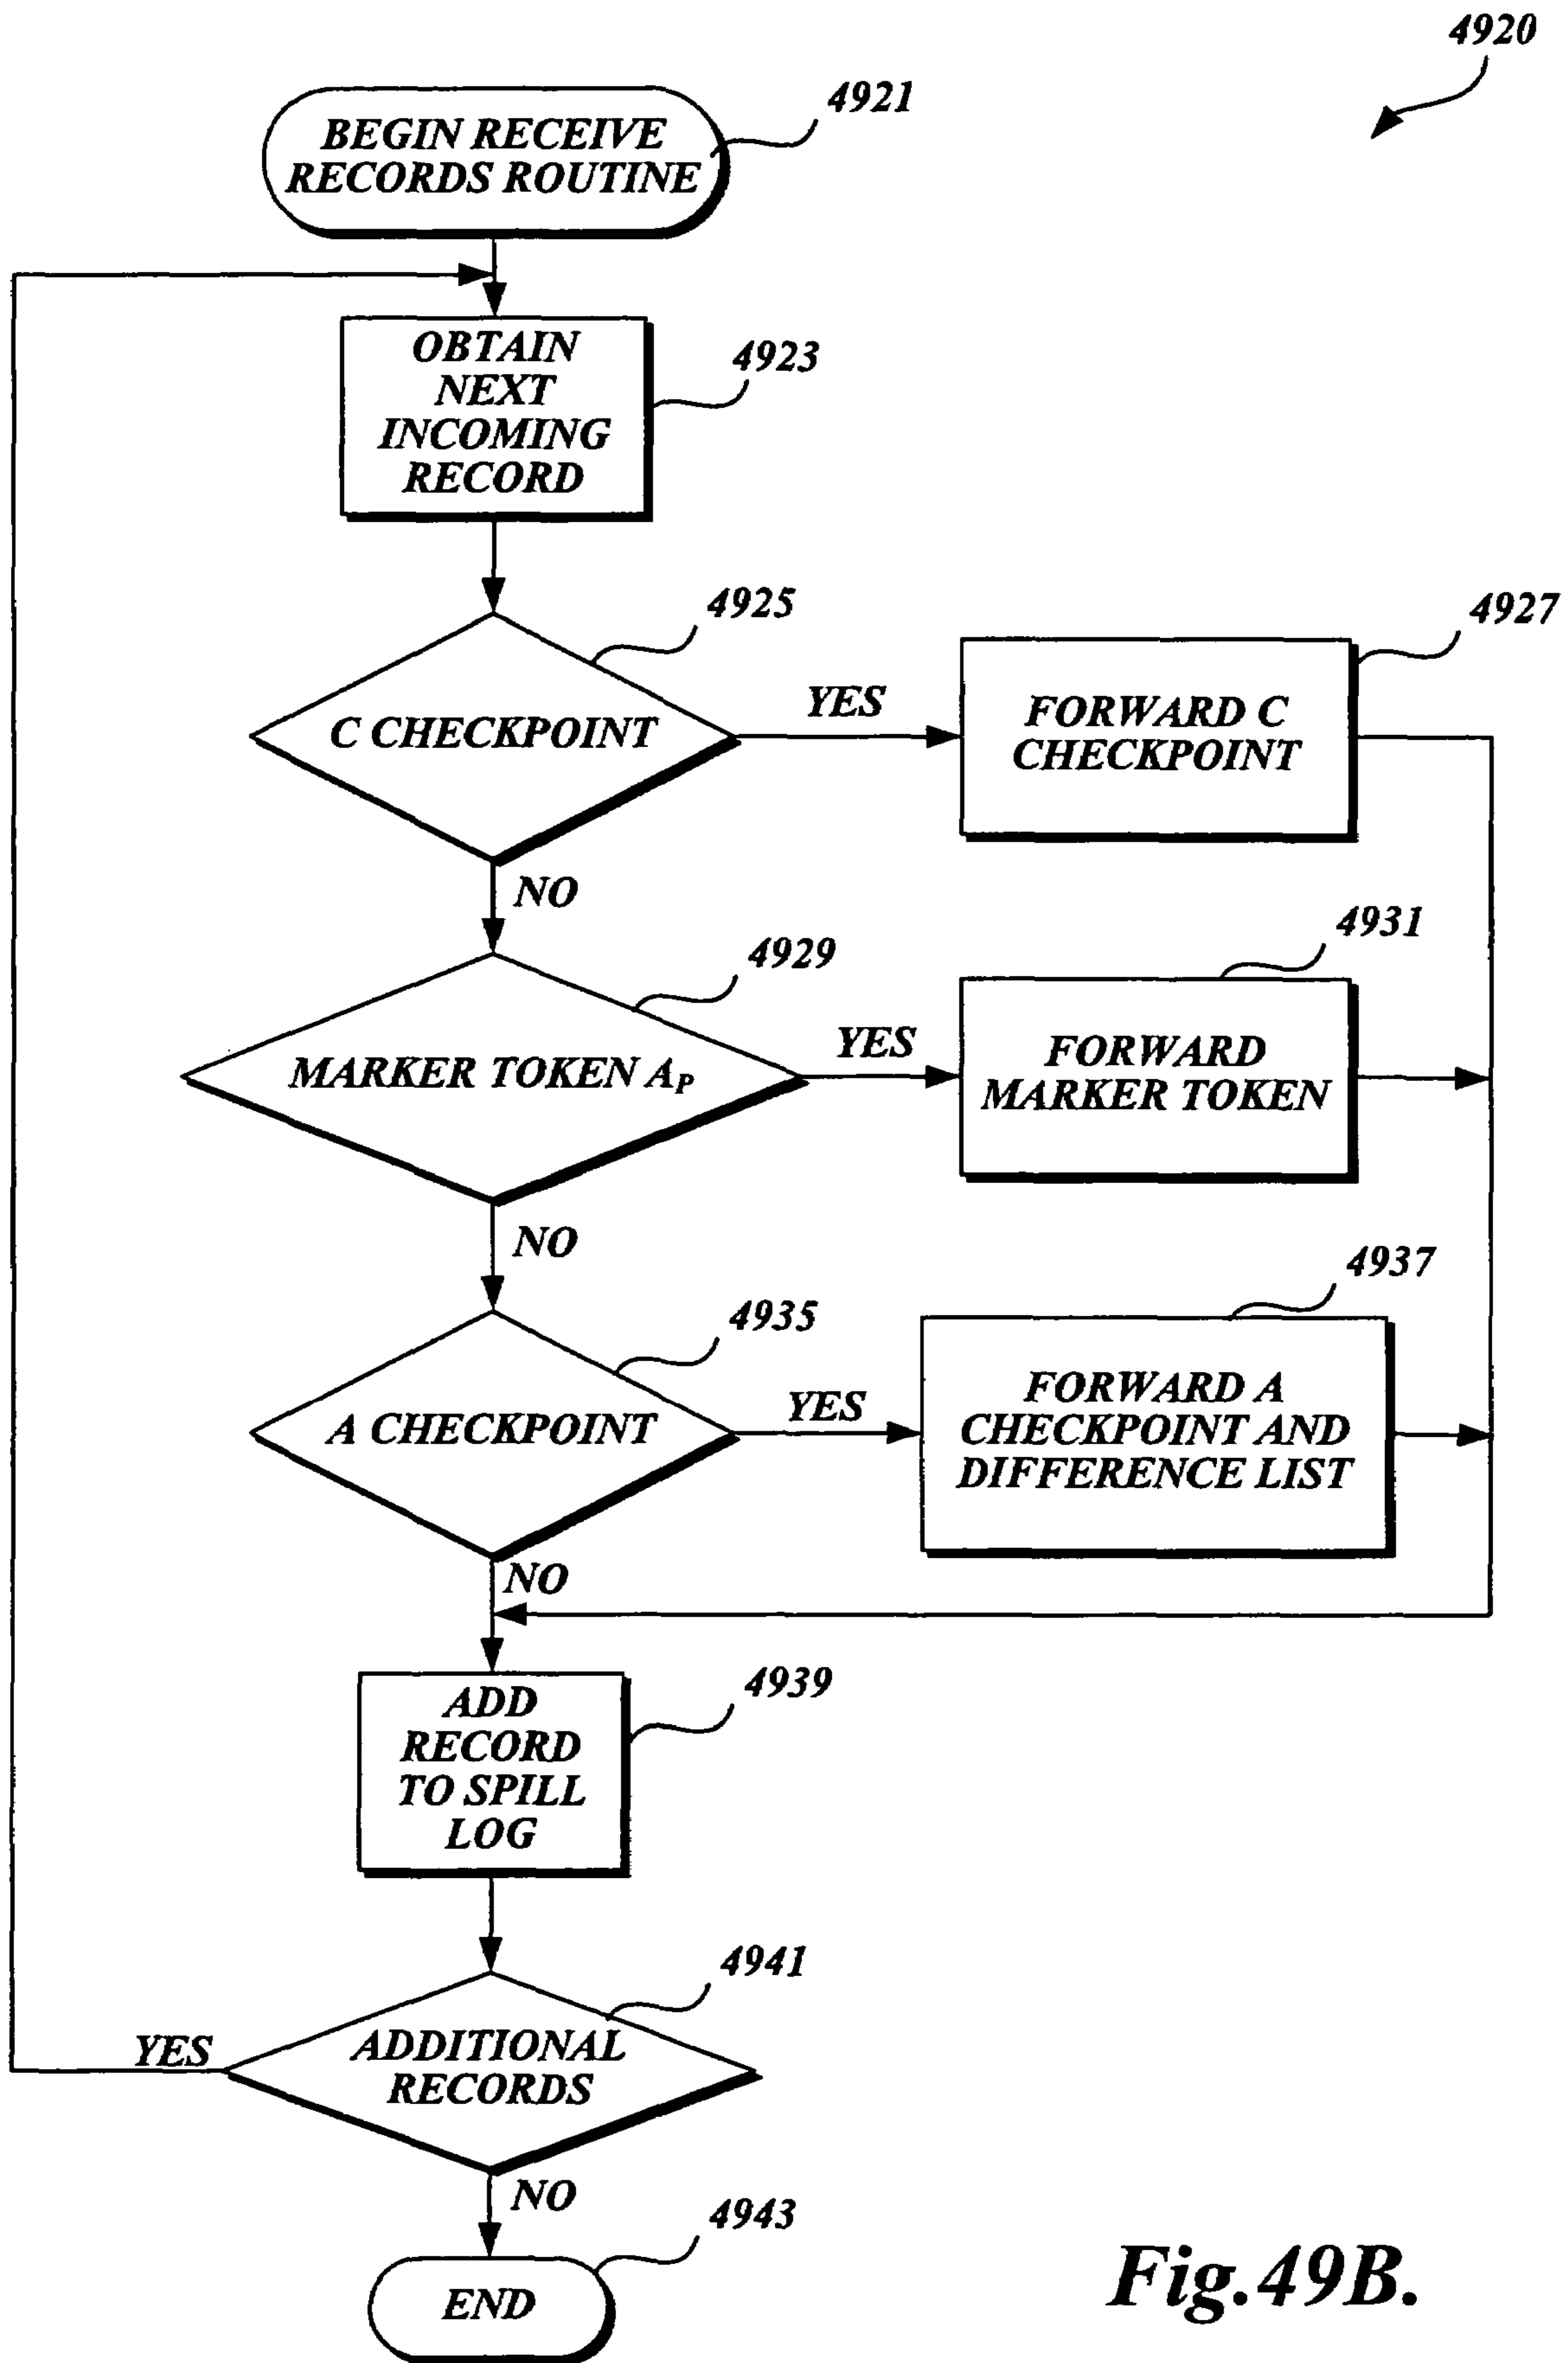 4920
4921
BEGIN RECEIVE
RECORDS ROUTINE
4923
OBTAIN
NEXT
INCOMING
RECORD
4925
C CHECKPOINT
YES
4927
FORWARD C
CHECKPOINT
NO
4929
MARKER TOKEN AP
YES
4931
FORWARD
MARKER TOKEN
NO
4935
A CHECKPOINT
YES
4937
FORWARD A
CHECKPOINT AND
DIFFERENCE LIST
NO
4939
ADD
RECORD
TO SPILL
LOG
4941
ADDITIONAL
RECORDS
YES
NO
4943
END
Fig.49B.